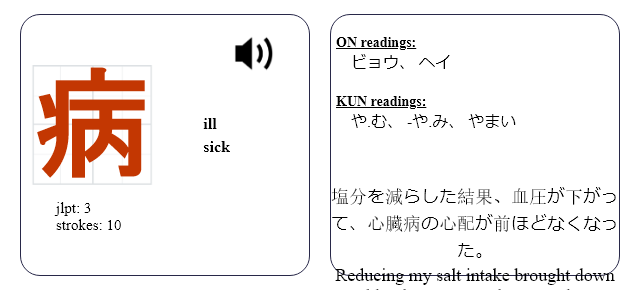 病
ill
sick
jlpt: 3
strokes: 10
ON readings:
ビョウ、 ヘイ
KUN readings:
や.む、 -や.み、 やまい
塩分を減らした結果、血圧が下がっ
て、心臓病の心配が前ほどなくなっ
た。
Reducing my salt intake brought down